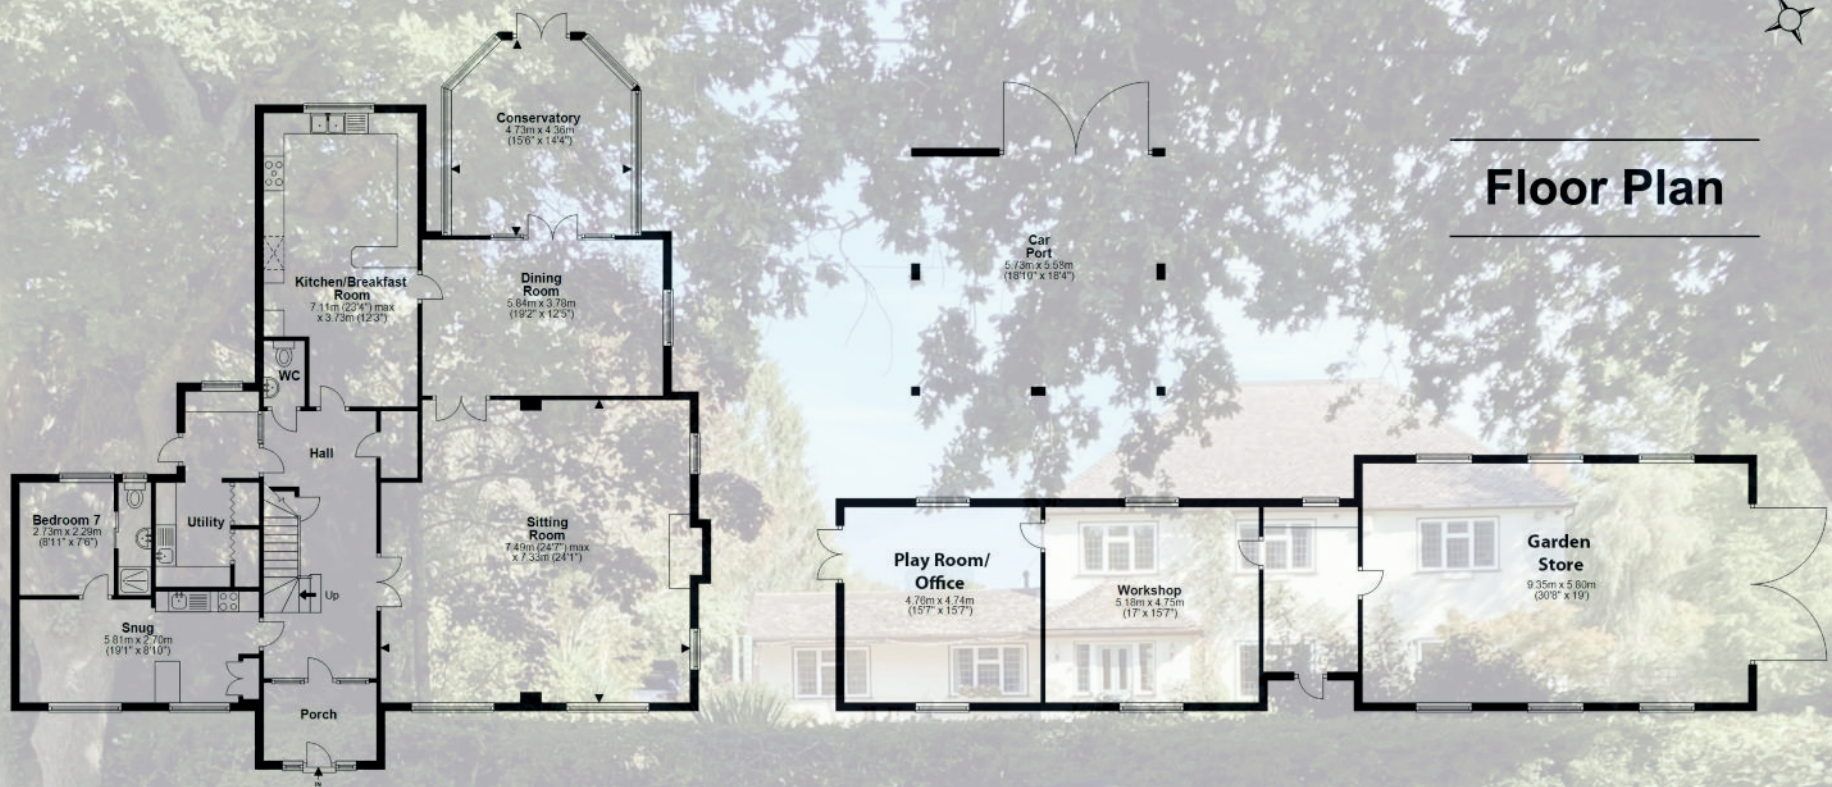 Floor Plan
Conservatory
4.73m x 4.36m
(15'6" x 14'4")
Kitchen/Breakfast
Room
7.11m (23'4") max
x 3.73m (12'3")
Dining
Room
5.84m x 3.78m
(19'2" x 12'5")
WC
Hall
Bedroom 7
2.73m x 2.29m
(8'11" x 7'6")
Utility
Sitting
Room
7.49m (24'7") max
x 7.33m (24'1")
Up
Snug
5.81m x 2.70m
(19'1" x 8'10")
Porch
IN
Car
Port
5.73m x 5.58m
(18'10" x 18'4")
Play Room/
Office
4.76m x 4.74m
(15'7" x 15'7")
Workshop
5.18m x 4.75m
(17' x 15'7")
Garden
Store
9.35m x 5.80m
(30'8" x 19')